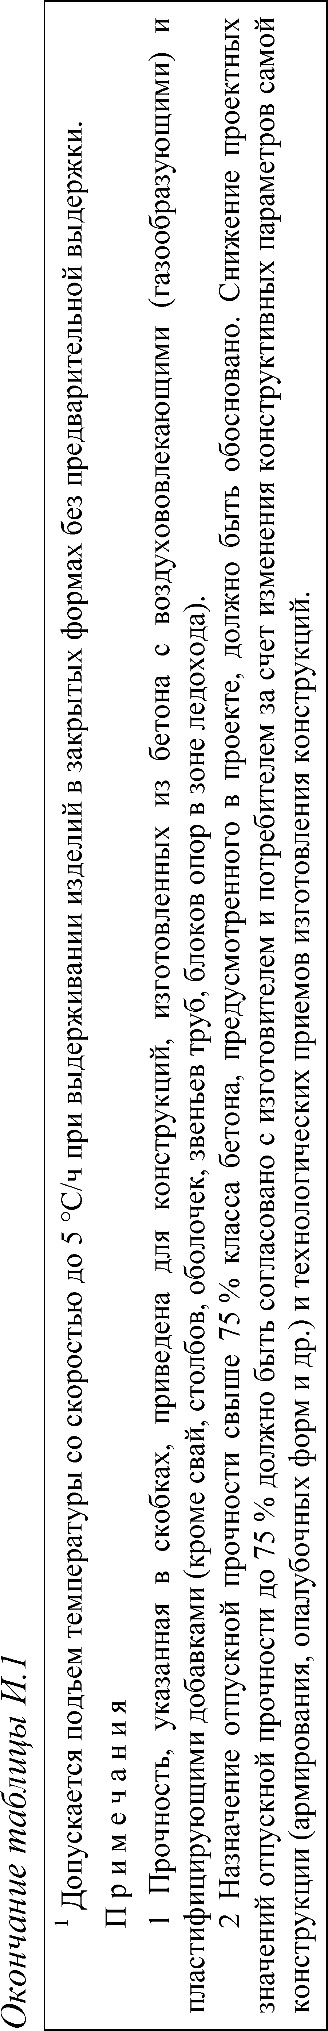 Окончание таблицы И.1
¹ Допускается подъем температуры со скоростью до 5 °С/ч при выдерживании изделий в закрытых формах без предварительной выдержки.
П р и м е ч а н и я
1 Прочность, указанная в скобках, приведена для конструкций, изготовленных из бетона с воздухововлекающими (газообразующими) и
пластифицирующими добавками (кроме свай, столбов, оболочек, звеньев труб, блоков опор в зоне ледохода).
2 Назначение отпускной прочности свыше 75 % класса бетона, предусмотренного в проекте, должно быть обосновано. Снижение проектных
значений отпускной прочности до 75 % должно быть согласовано с изготовителем и потребителем за счет изменения конструктивных параметров самой
конструкции (армирования, опалубочных форм и др.) и технологических приемов изготовления конструкций.